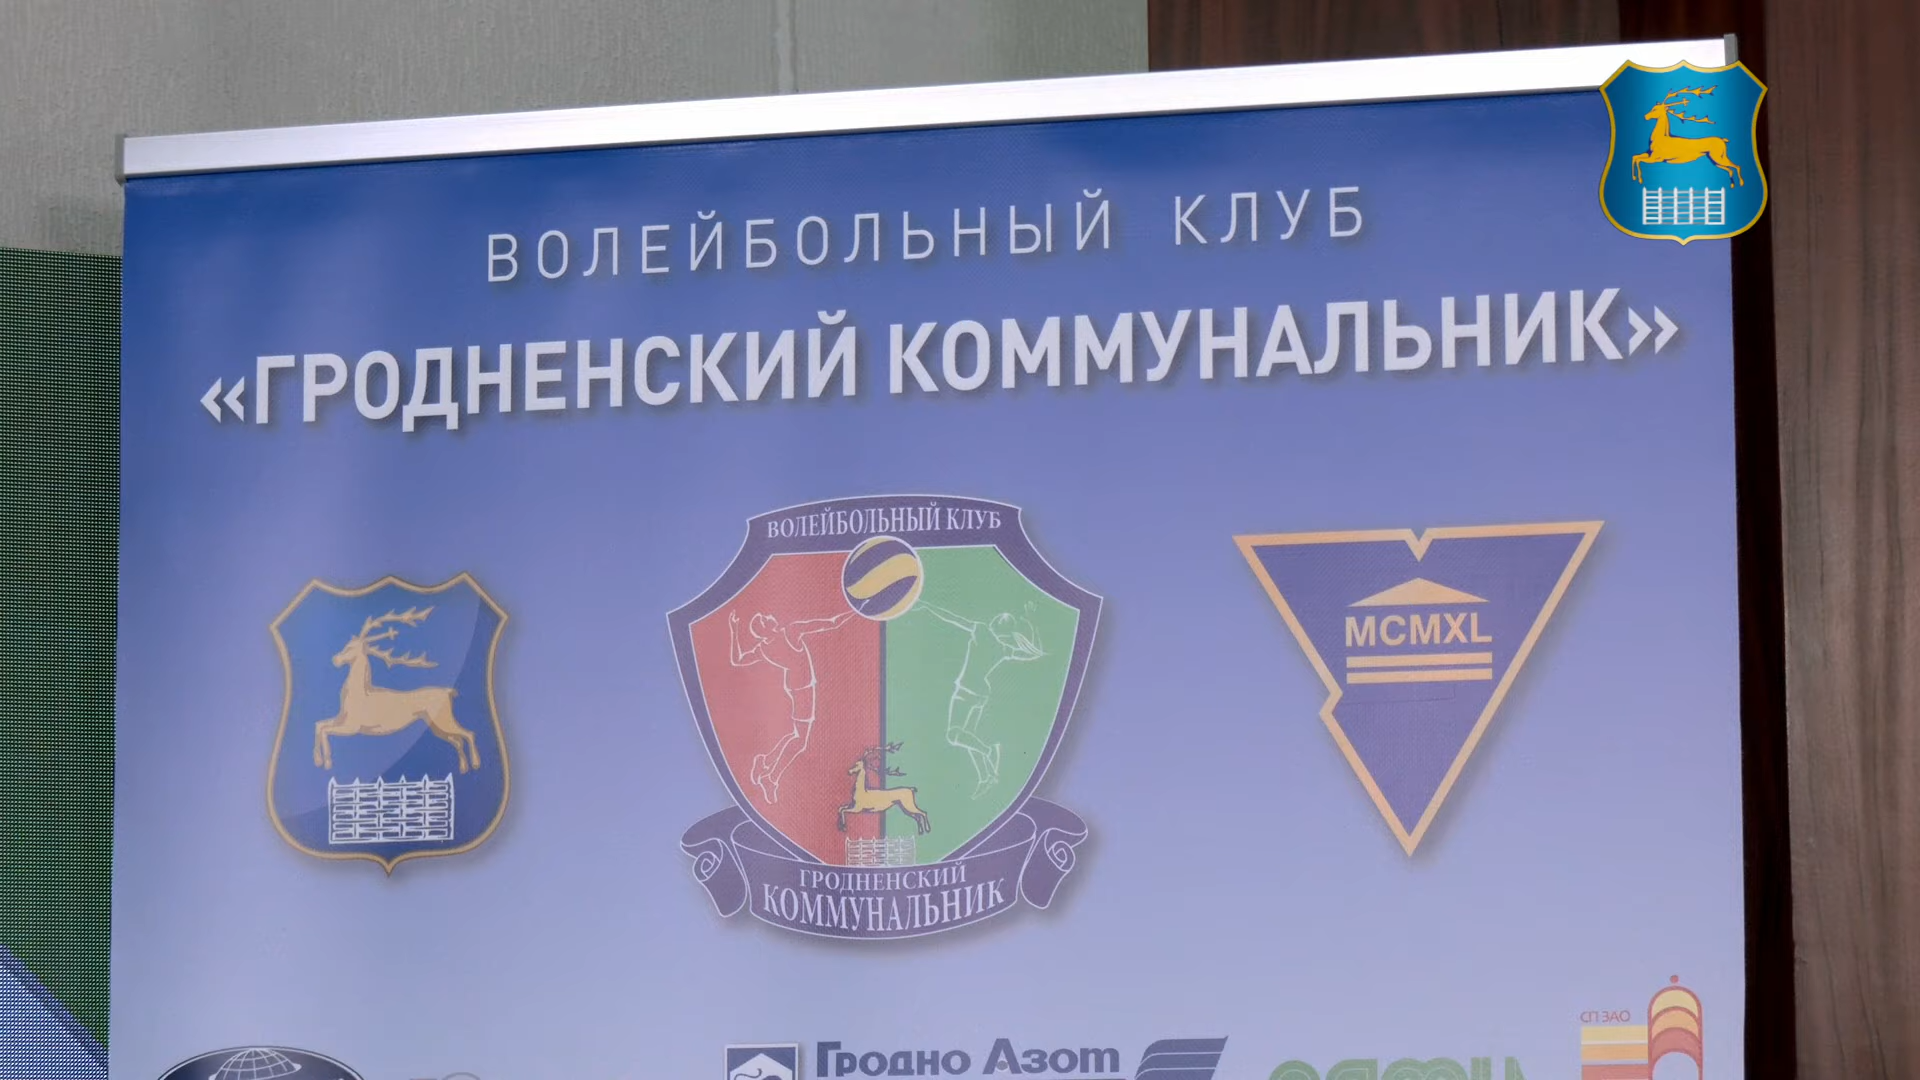 ВОЛЕЙБОЛЬНЫЙ КЛУБ
«ГРОДНЕНСКИЙ КОММУНАЛЬНИК»
ВОЛЕЙБОЛЬНЫЙ КЛУБ
MCMXL
ГРОДНЕНСКИЙ
КОММУНАЛЬНИК
СП ЗАО
Гродно Азот